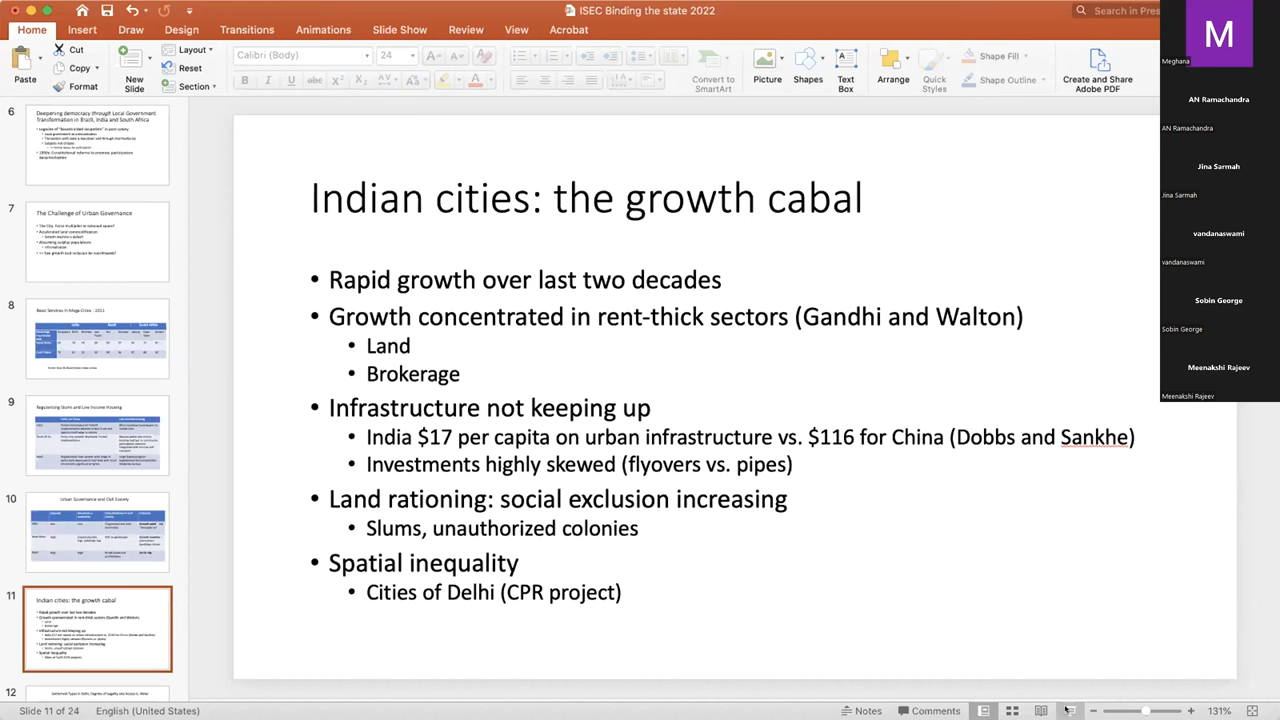 ISEC Binding the state 2022
Search in Pres
Home Insert Draw Design Transitions Animations Slide Show Review View Acrobat
Paste
Cut
Copy
Format
New Slide
Layout
Reset
Section
Calibri (Body) 24
Convert to SmartArt
Picture
Shapes
Text Box
Arrange
Quick Styles
Shape Fill
Shape Outline
Create and Share Adobe PDF
M
Meghana
AN Ramachandra
AN Ramachandra
Jina Sarmah
Jina Sarmah
vandanaswami
vandanaswami
Sobin George
Sobin George
Meenakshi Rajeev
Meenakshi Rajeev
6
Deepening democracy through Local Government Transformation in Brazil, India and South Africa
7
The Challenge of Urban Governance
8
Basic Services in Mega Cities - 2011
9
Regularizing Slums and Low Income Housing
10
Urban Governance and Civil Society
11
Indian cities: the growth cabal
12
Indian cities: the growth cabal
• Rapid growth over last two decades
• Growth concentrated in rent-thick sectors (Gandhi and Walton)
• Land
• Brokerage
• Infrastructure not keeping up
• India $17 per capita on urban infrastructure vs. $116 for China (Dobbs and Sankhe)
• Investments highly skewed (flyovers vs. pipes)
• Land rationing: social exclusion increasing
• Slums, unauthorized colonies
• Spatial inequality
• Cities of Delhi (CPR project)
Slide 11 of 24 English (United States)
Notes Comments 131%